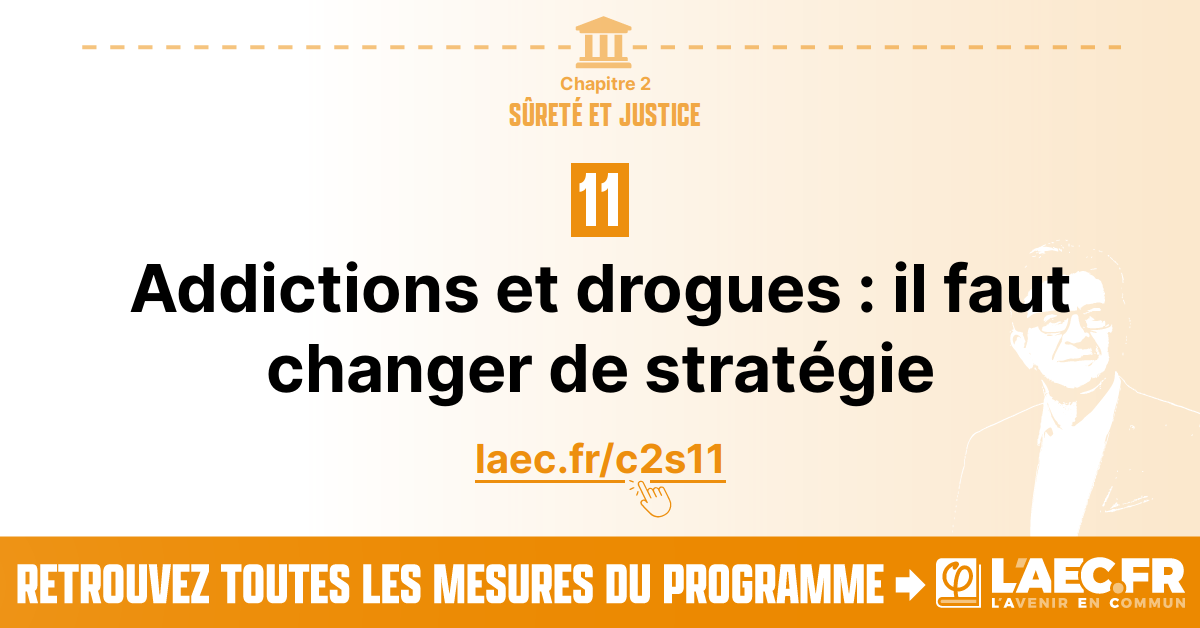 Chapitre 2
SÛRETÉ ET JUSTICE
11
Addictions et drogues : il faut
changer de stratégie
laec.fr/c2s11
RETROUVEZ TOUTES LES MESURES DU PROGRAMME
L'AEC.FR
L'AVENIR EN COMMUN